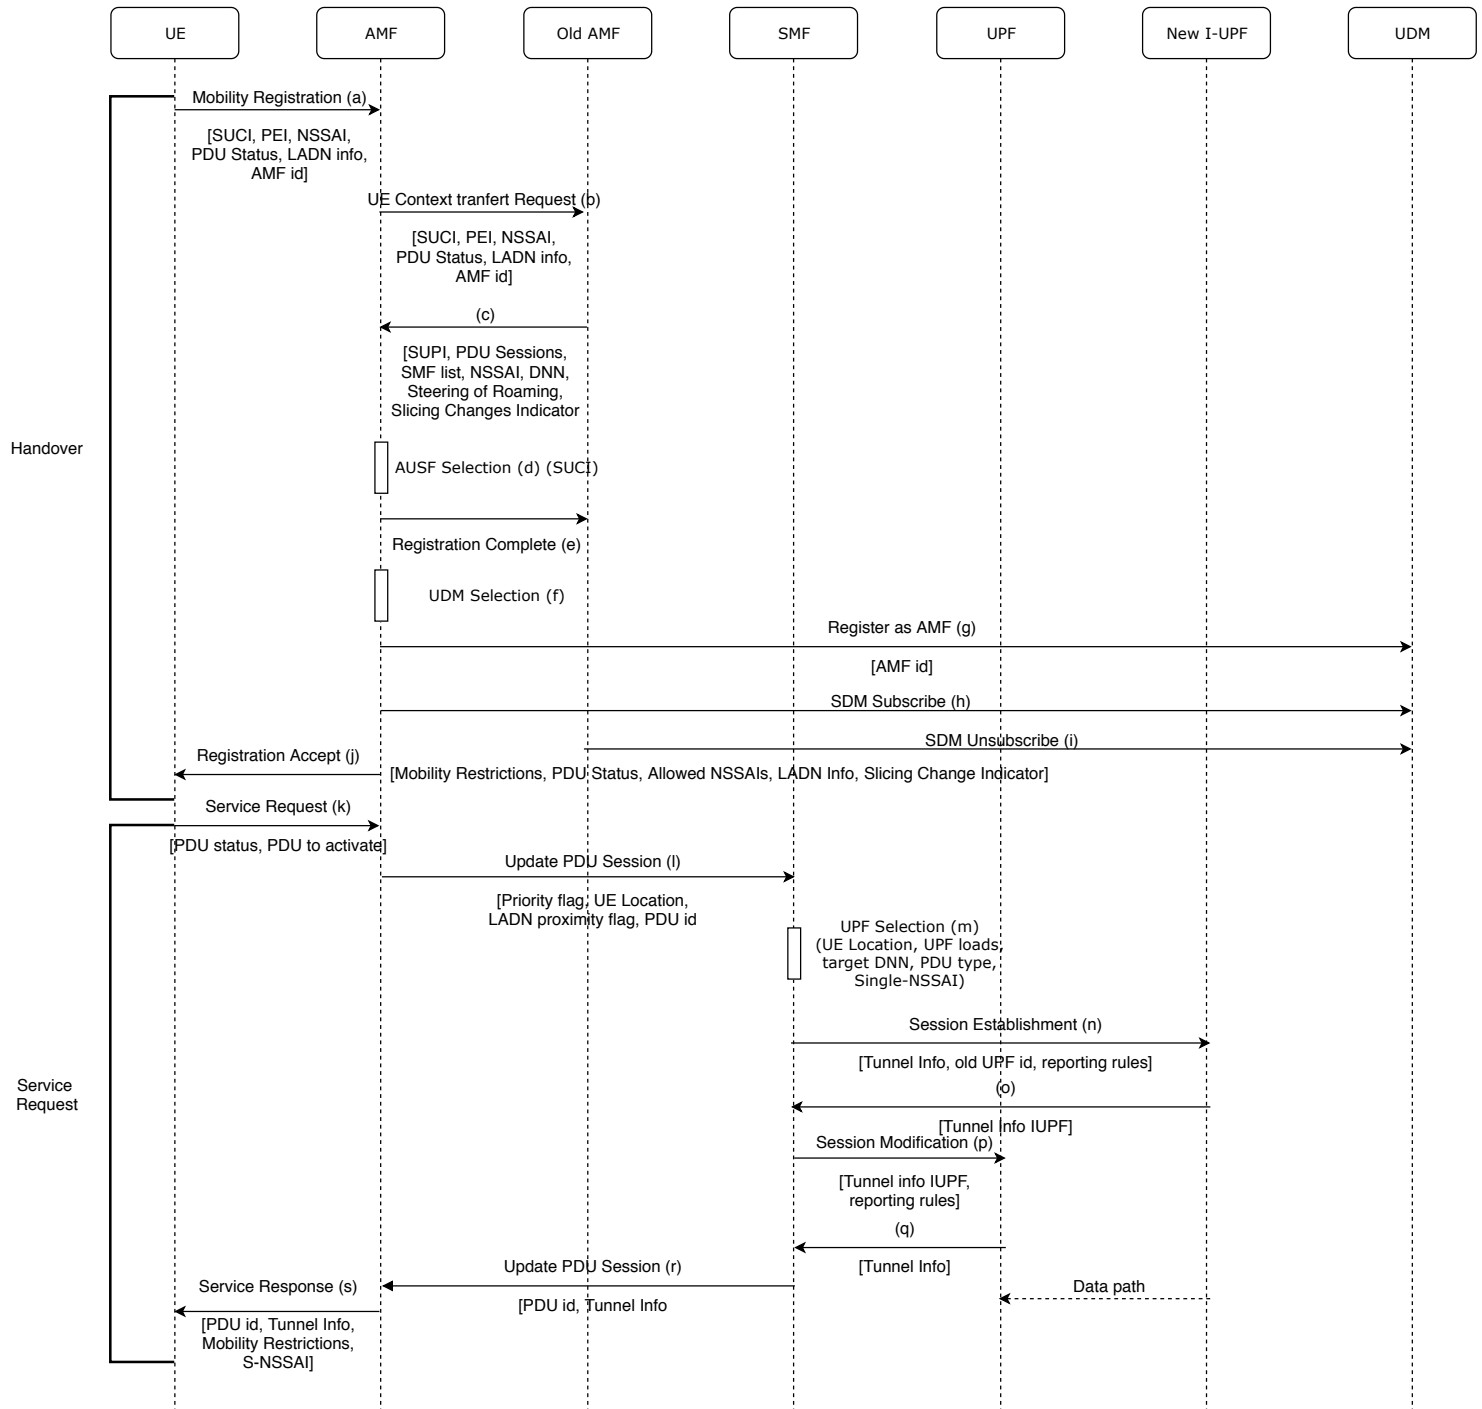 UE
AMF
Old AMF
SMF
UPF
New I-UPF
UDM
Mobility Registration (a)
[SUCI, PEI, NSSAI,
PDU Status, LADN info,
AMF id]
UE Context tranfert Request (b)
[SUCI, PEI, NSSAI,
PDU Status, LADN info,
AMF id]
(c)
[SUPI, PDU Sessions,
SMF list, NSSAI, DNN,
Steering of Roaming,
Slicing Changes Indicator
Handover
AUSF Selection (d) (SUCI)
Registration Complete (e)
UDM Selection (f)
Register as AMF (g)
[AMF id]
SDM Subscribe (h)
SDM Unsubscribe (i)
Registration Accept (j)
[Mobility Restrictions, PDU Status, Allowed NSSAIs, LADN Info, Slicing Change Indicator]
Service Request (k)
[PDU status, PDU to activate]
Update PDU Session (l)
[Priority flag, UE Location,
LADN proximity flag, PDU id
UPF Selection (m)
(UE Location, UPF loads,
target DNN, PDU type,
Single-NSSAI)
Session Establishment (n)
[Tunnel Info, old UPF id, reporting rules]
Service
Request
(o)
[Tunnel Info IUPF]
Session Modification (p)
[Tunnel info IUPF,
reporting rules]
(q)
[Tunnel Info]
Update PDU Session (r)
[PDU id, Tunnel Info
Data path
Service Response (s)
[PDU id, Tunnel Info,
Mobility Restrictions,
S-NSSAI]